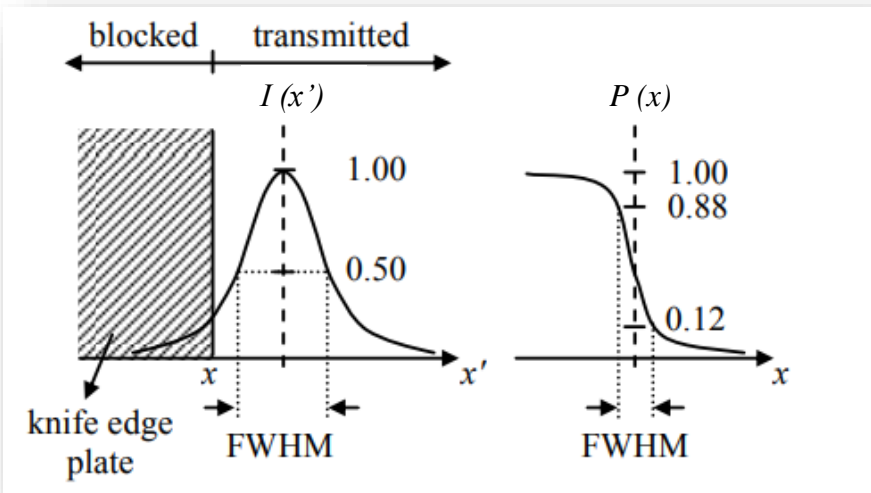 blocked transmitted
I (x’) P (x)
1.00 1.00
0.88
0.50
0.12
x x′ x
knife edge
plate
FWHM FWHM